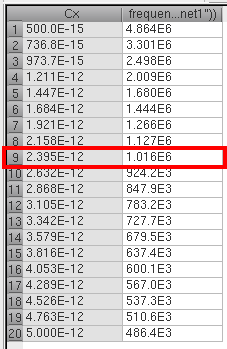 Cx frequen...net1"))
1 500.0E-15 4.864E6
2 736.8E-15 3.301E6
3 973.7E-15 2.498E6
4 1.211E-12 2.009E6
5 1.447E-12 1.680E6
6 1.684E-12 1.444E6
7 1.921E-12 1.266E6
8 2.158E-12 1.127E6
9 2.395E-12 1.016E6
10 2.632E-12 924.2E3
11 2.868E-12 847.9E3
12 3.105E-12 783.2E3
13 3.342E-12 727.7E3
14 3.579E-12 679.5E3
15 3.816E-12 637.4E3
16 4.053E-12 600.1E3
17 4.289E-12 567.0E3
18 4.526E-12 537.3E3
19 4.763E-12 510.6E3
20 5.000E-12 486.4E3